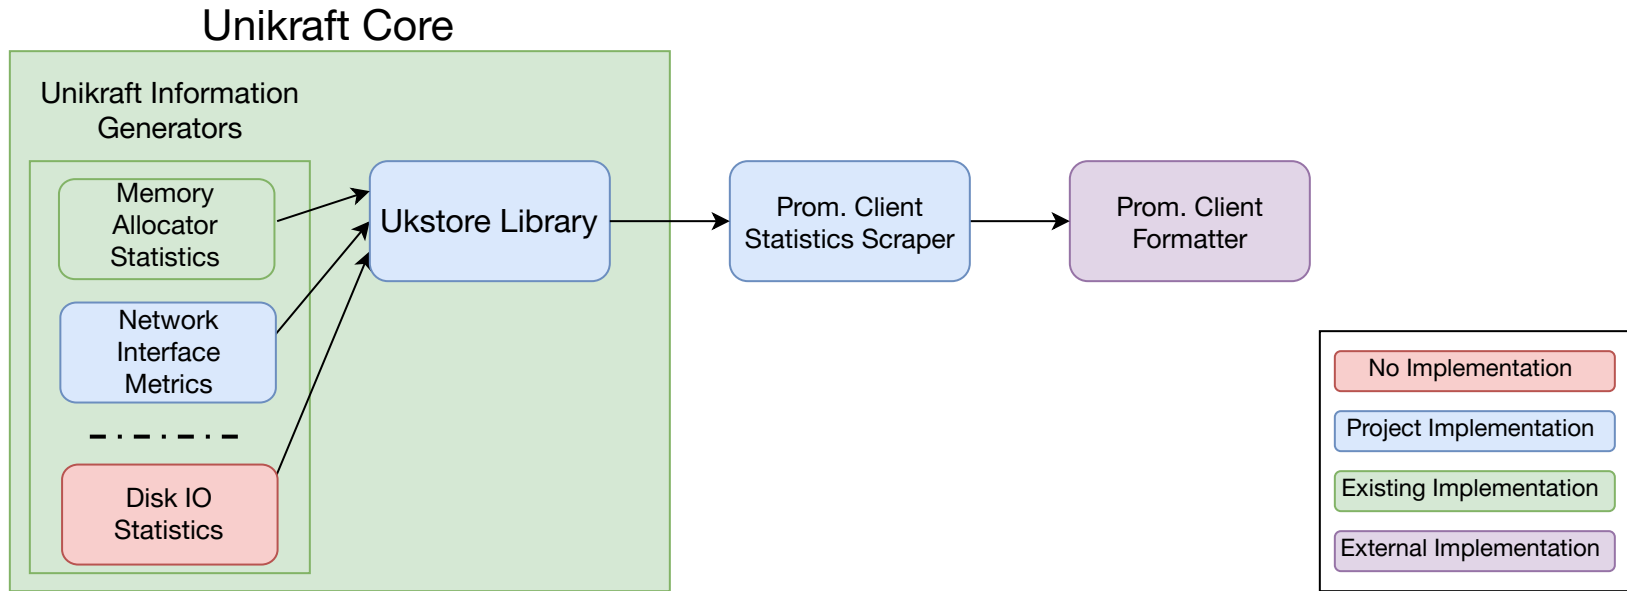 Unikraft Core
Unikraft Information
Generators
Memory
Allocator
Statistics
Network
Interface
Metrics
Disk IO
Statistics
Ukstore Library
Prom. Client
Statistics Scraper
Prom. Client
Formatter
No Implementation
Project Implementation
Existing Implementation
External Implementation